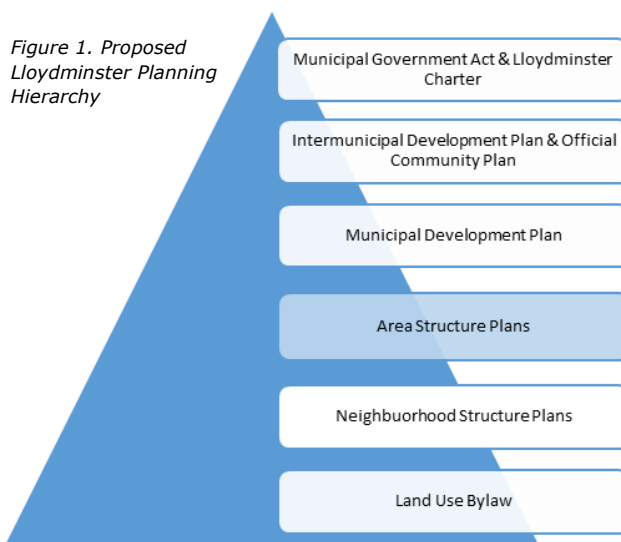 Figure 1. Proposed
Lloydminster Planning
Hierarchy
Municipal Government Act & Lloydminster
Charter
Intermunicipal Development Plan & Official
Community Plan
Municipal Development Plan
Area Structure Plans
Neighbuorhood Structure Plans
Land Use Bylaw